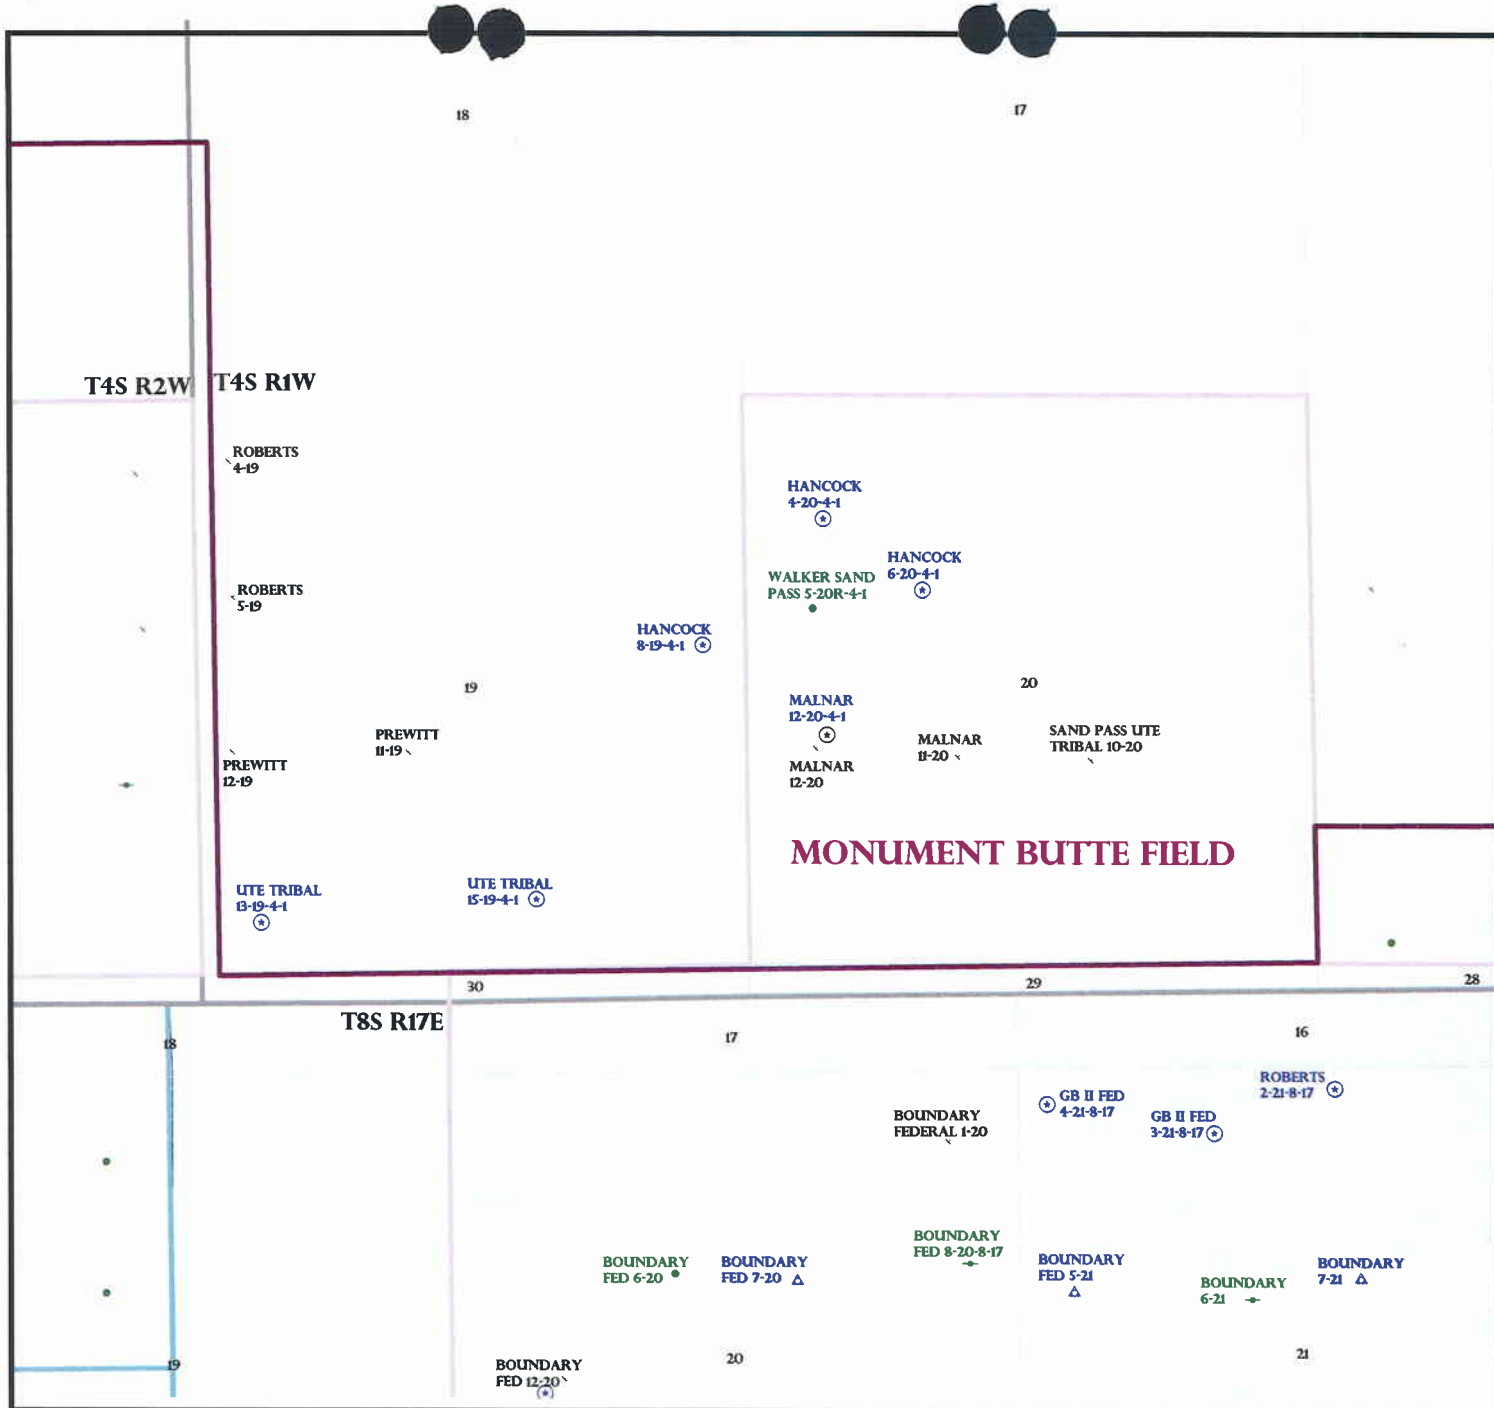 18
17
T4S R2W
T4S R1W
ROBERTS
4-19
HANCOCK
4-20-4-1
HANCOCK
6-20-4-1
WALKER SAND
PASS 5-20R-4-1
ROBERTS
5-19
HANCOCK
8-19-4-1
19
20
MALNAR
12-20-4-1
PREWITT
11-19
MALNAR
11-20
SAND PASS UTE
TRIBAL 10-20
PREWITT
12-19
MALNAR
12-20
MONUMENT BUTTE FIELD
UTE TRIBAL
13-19-4-1
UTE TRIBAL
15-19-4-1
30
29
28
T8S R17E
18
17
16
ROBERTS
2-21-8-17
GB II FED
4-21-8-17
BOUNDARY
FEDERAL 1-20
GB II FED
3-21-8-17
BOUNDARY
FED 8-20-8-17
BOUNDARY
FED 6-20
BOUNDARY
FED 7-20
BOUNDARY
FED 5-21
BOUNDARY
6-21
BOUNDARY
7-21
19
BOUNDARY
FED 12-20
20
21